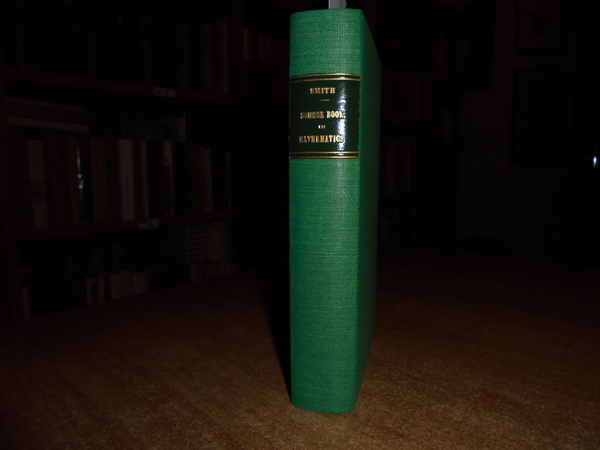 SMITH
SOURCE BOOK
IN
MATHEMATICS